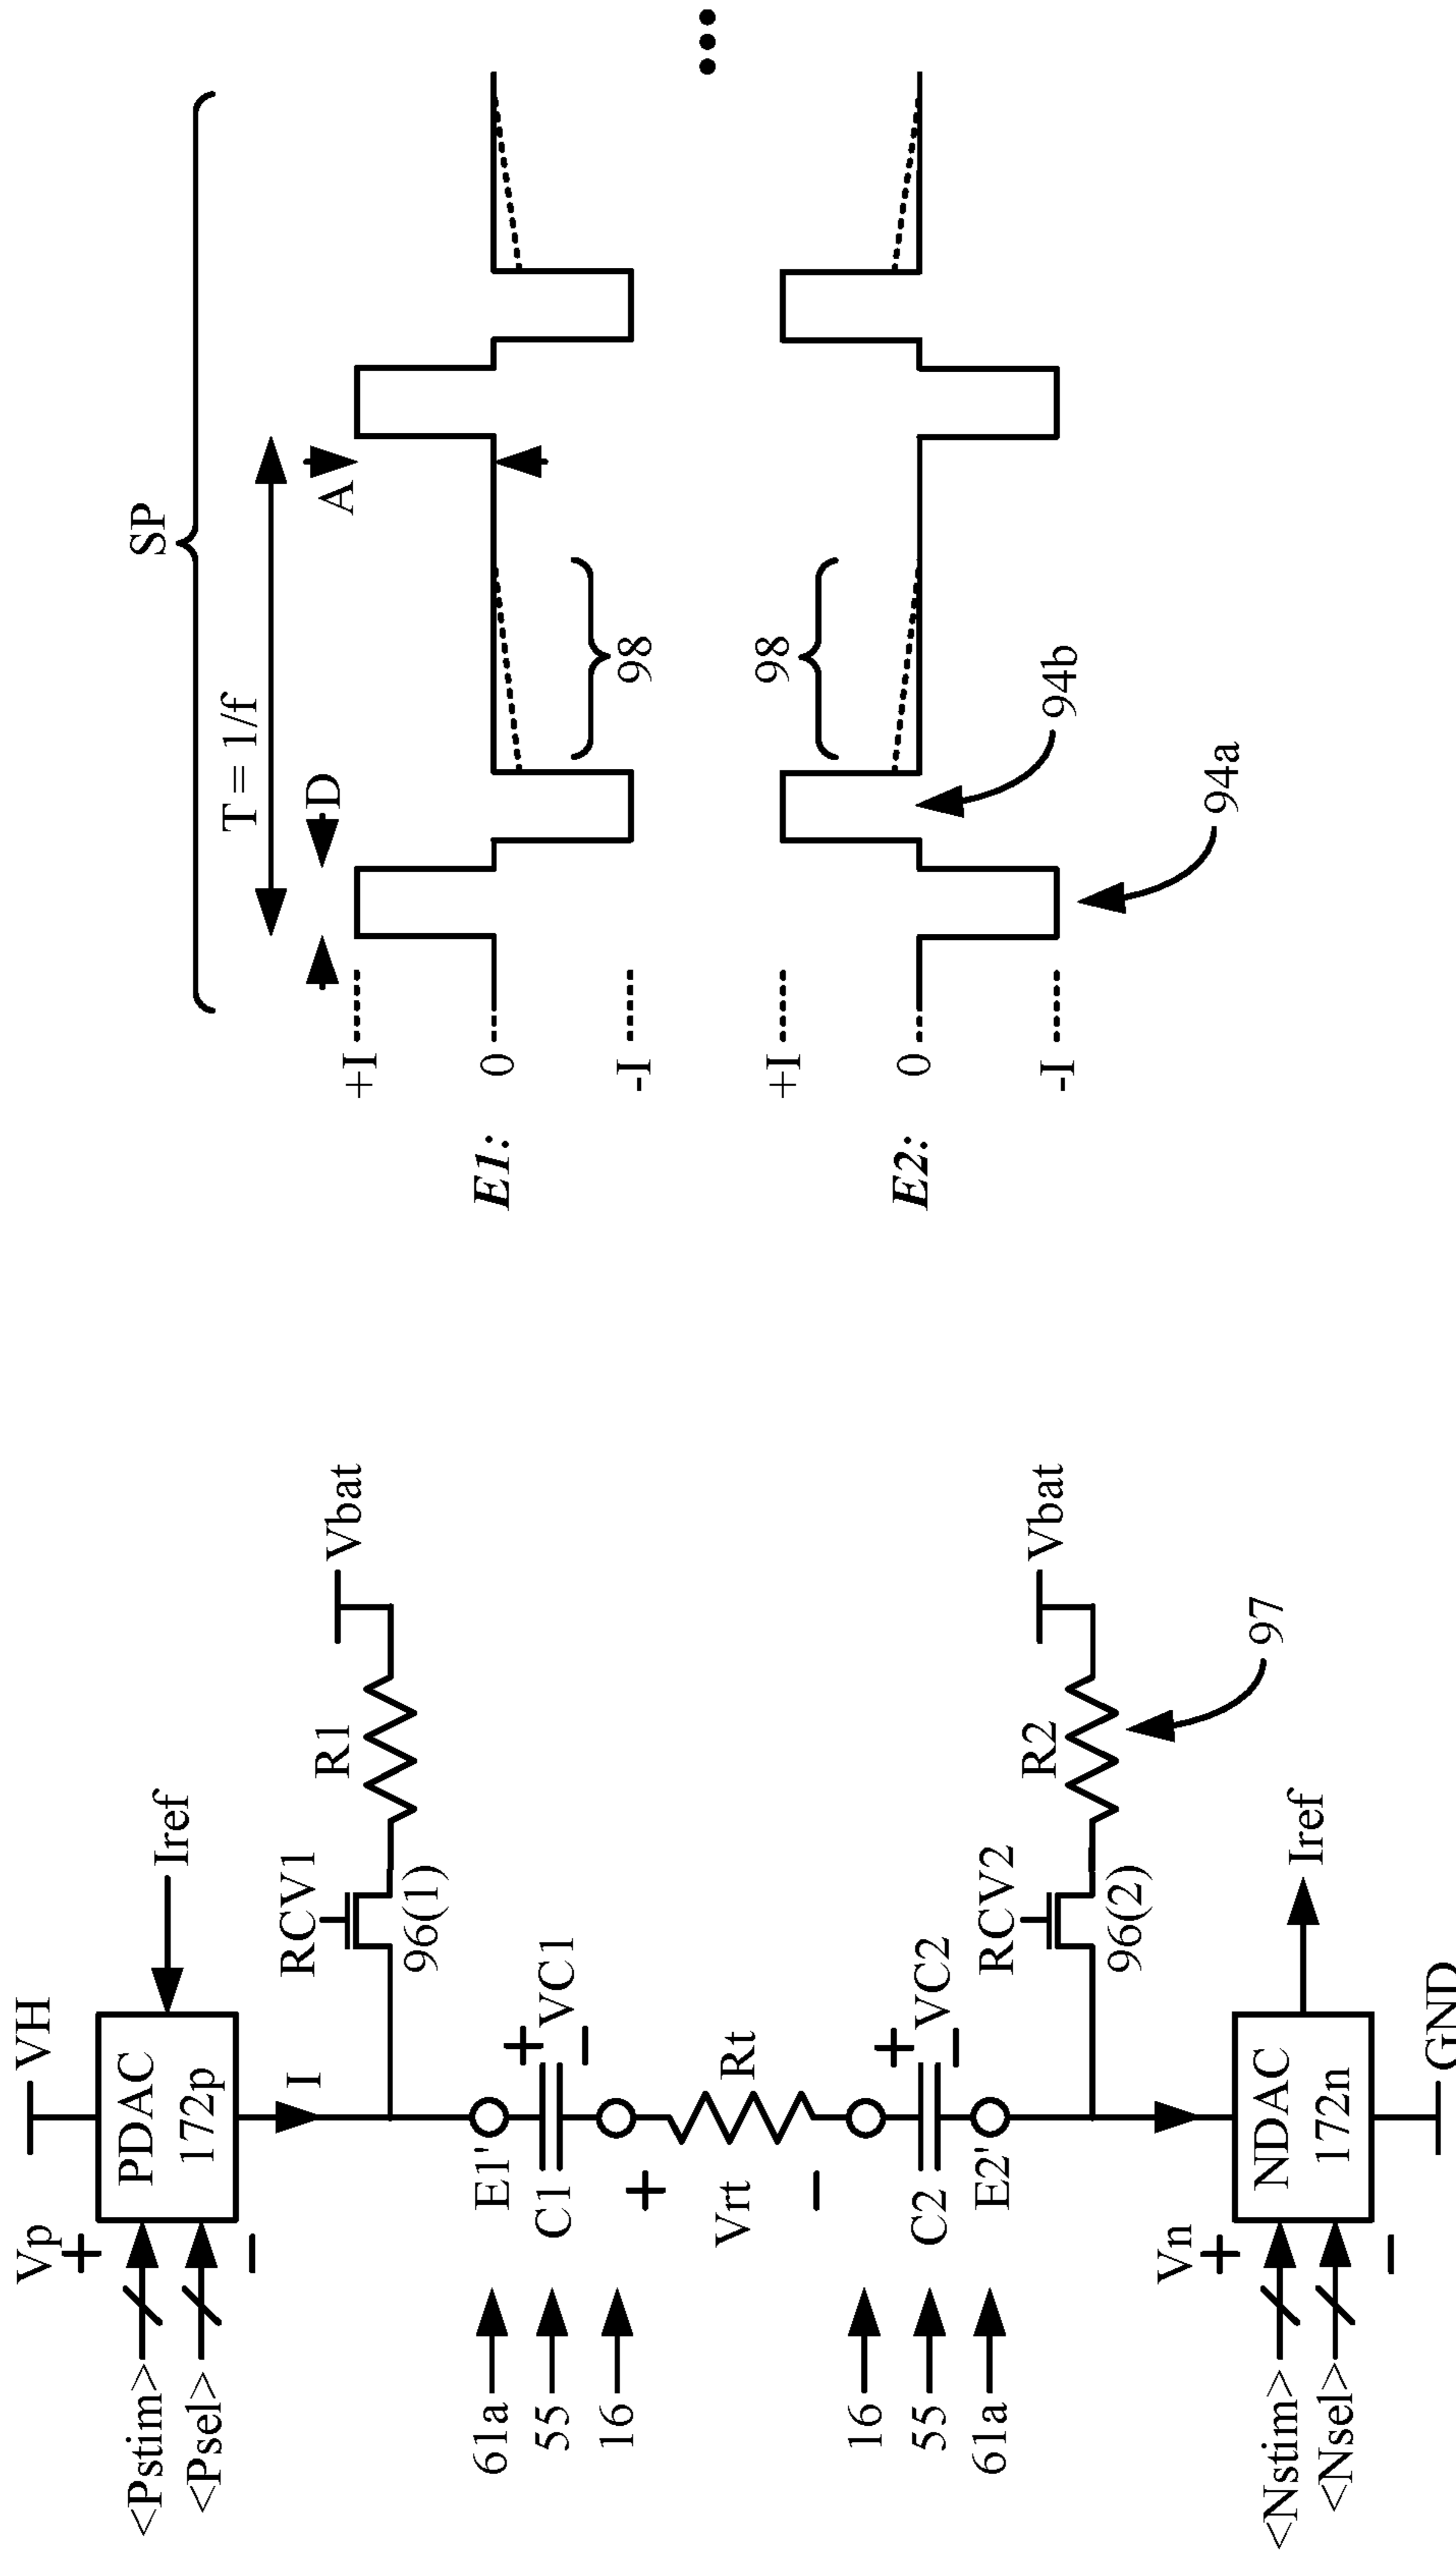 Vp
VH
<Pstim>
<Psel>
PDAC
172p
Iref
I
RCV1
R1
Vbat
96(1)
61a
E1'
55
C1
VC1
16
Vrt
Rt
16
55
C2
VC2
61a
E2'
RCV2
R2
Vbat
96(2)
97
Vn
<Nstim>
<Nsel>
NDAC
172n
Iref
GND
SP
T = 1/f
D
A
+I
E1:
0
-I
98
98
+I
E2:
0
-I
94b
94a